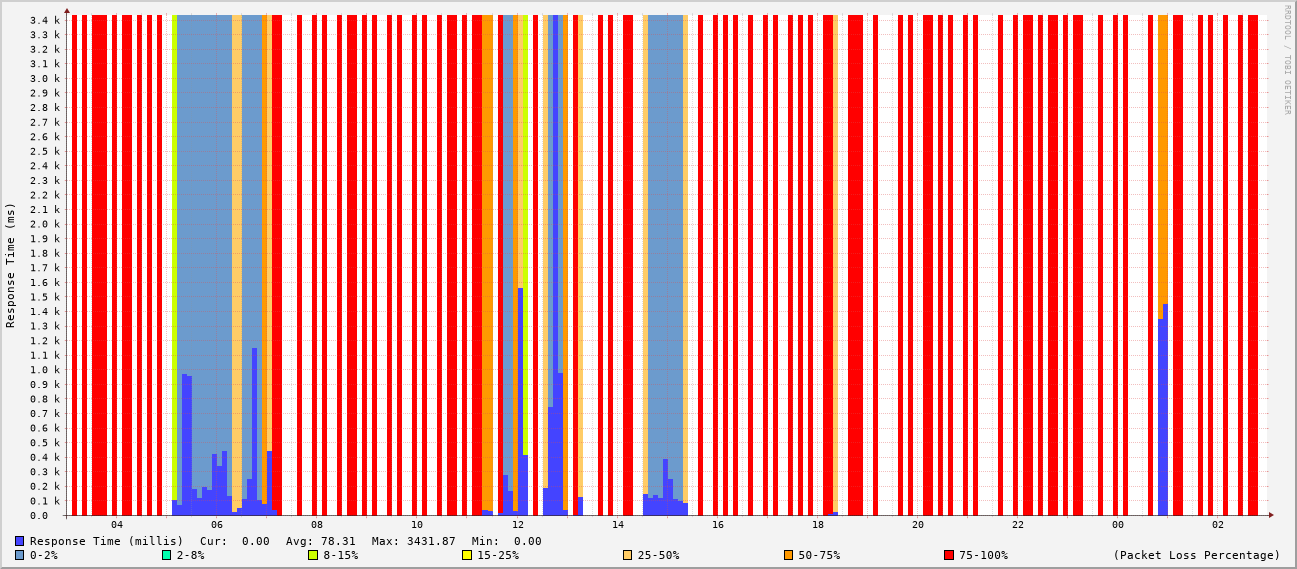 RRDTOOL / TOBI OETIKER
Response Time (ms)
3.4 k
3.3 k
3.2 k
3.1 k
3.0 k
2.9 k
2.8 k
2.7 k
2.6 k
2.5 k
2.4 k
2.3 k
2.2 k
2.1 k
2.0 k
1.9 k
1.8 k
1.7 k
1.6 k
1.5 k
1.4 k
1.3 k
1.2 k
1.1 k
1.0 k
0.9 k
0.8 k
0.7 k
0.6 k
0.5 k
0.4 k
0.3 k
0.2 k
0.1 k
0.0
04 06 08 10 12 14 16 18 20 22 00 02
Response Time (millis) Cur: 0.00 Avg: 78.31 Max: 3431.87 Min: 0.00
0-2% 2-8% 8-15% 15-25% 25-50% 50-75% 75-100% (Packet Loss Percentage)